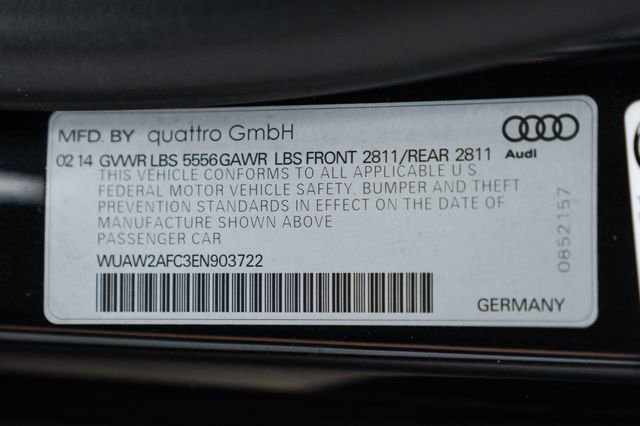 MFD. BY quattro GmbH
Audi
02 14 GVWR LBS 5556 GAWR LBS FRONT 2811/REAR 2811
THIS VEHICLE CONFORMS TO ALL APPLICABLE U S
FEDERAL MOTOR VEHICLE SAFETY, BUMPER AND THEFT
PREVENTION STANDARDS IN EFFECT ON THE DATE OF
MANUFACTURE SHOWN ABOVE
PASSENGER CAR
WUAW2AFC3EN903722
GERMANY
0852157